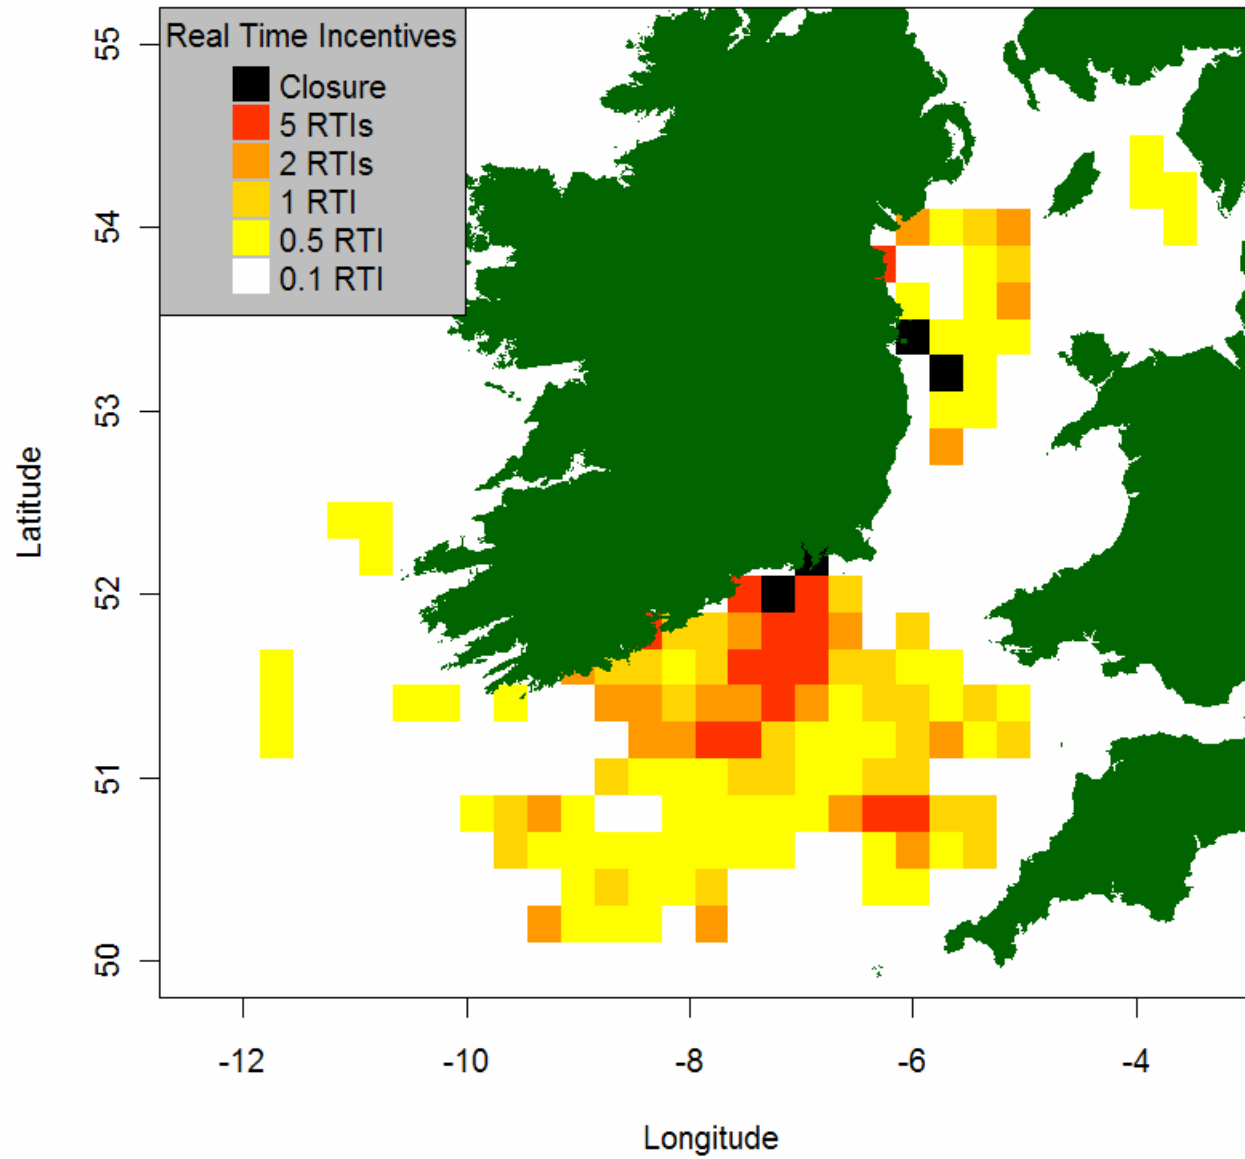 Real Time Incentives
Closure
5 RTIs
2 RTIs
1 RTI
0.5 RTI
0.1 RTI
55
54
53
52
51
50
Latitude
-12 -10 -8 -6 -4
Longitude